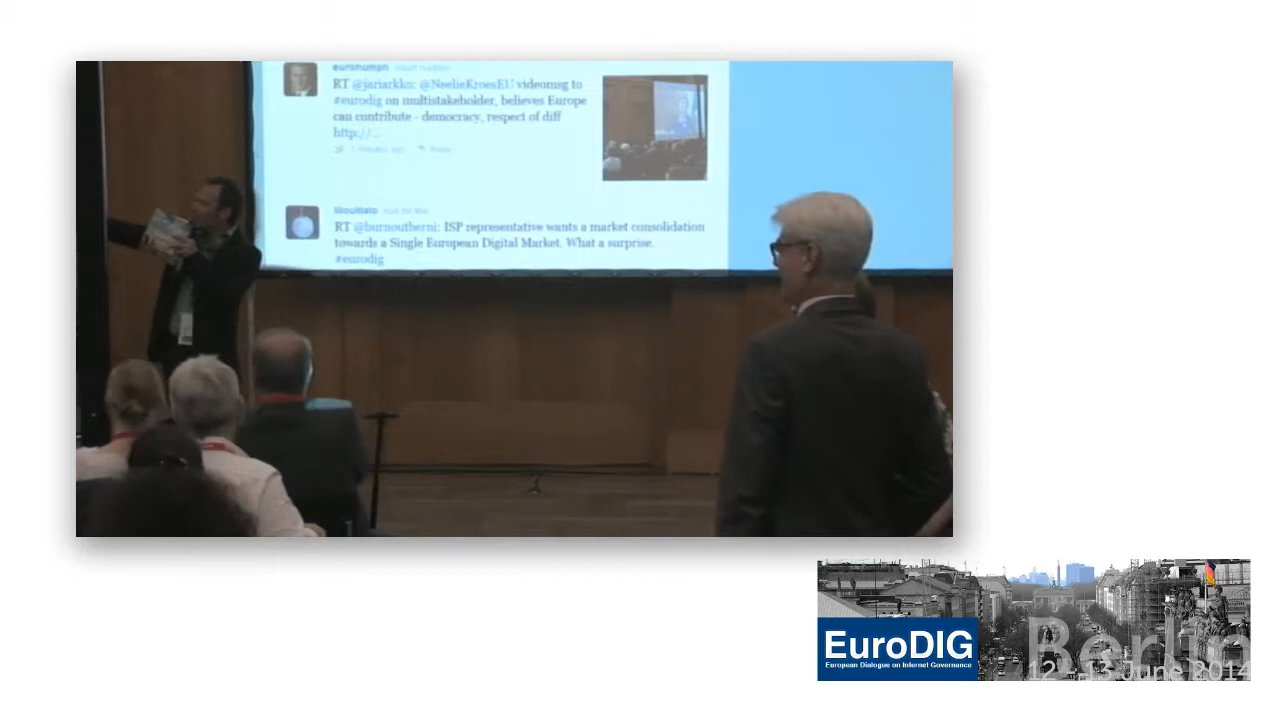 eurohumph
RT @jariarkko: @NeelieKroesEU videomsg to
#eurodig on multistakeholder, believes Europe
can contribute - democracy, respect of diff
http://...
RT @burnoutberni: ISP representative wants a market consolidation
towards a Single European Digital Market. What a surprise.
#eurodig
EuroDIG
European Dialogue on Internet Governance
Berlin
12 - 13 June 2014